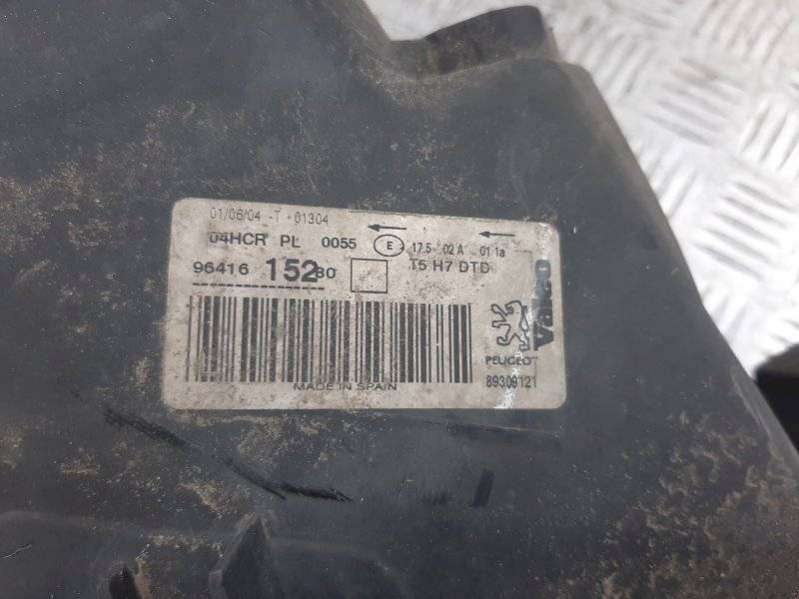 01/06/04 -T -01304
04HCR PL 0055 E 17.5 02 A 01 1a
96416 152 80 T5 H7 DTD
Valeo
PEUGEOT
89309121
MADE IN SPAIN